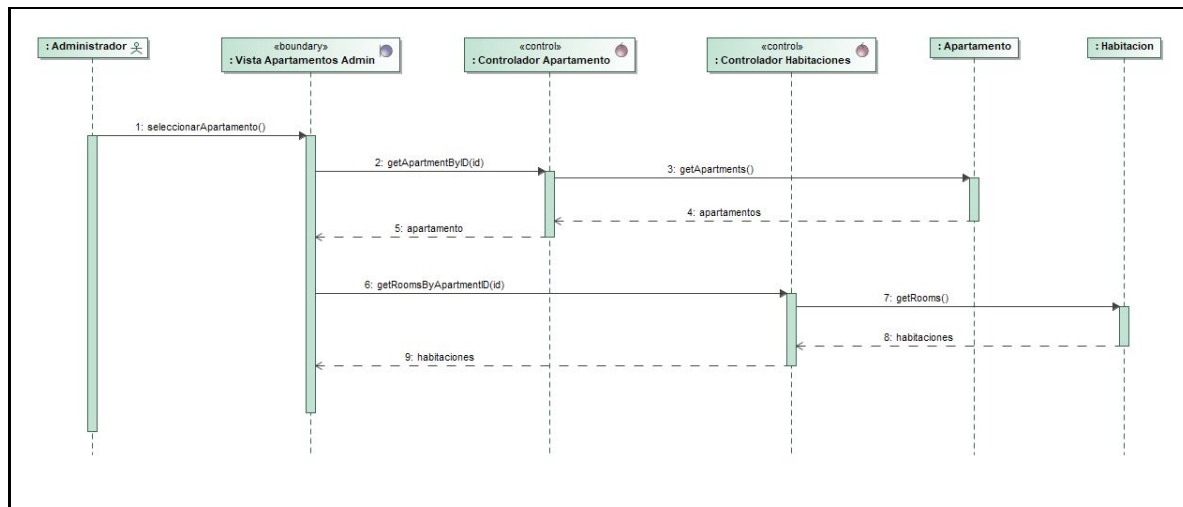 : Administrador
«boundary»
: Vista Apartamentos Admin
«control»
: Controlador Apartamento
«control»
: Controlador Habitaciones
: Apartamento
: Habitacion
1: seleccionarApartamento()
2: getApartmentByID(id)
3: getApartments()
4: apartamentos
5: apartamento
6: getRoomsByApartmentID(id)
7: getRooms()
8: habitaciones
9: habitaciones